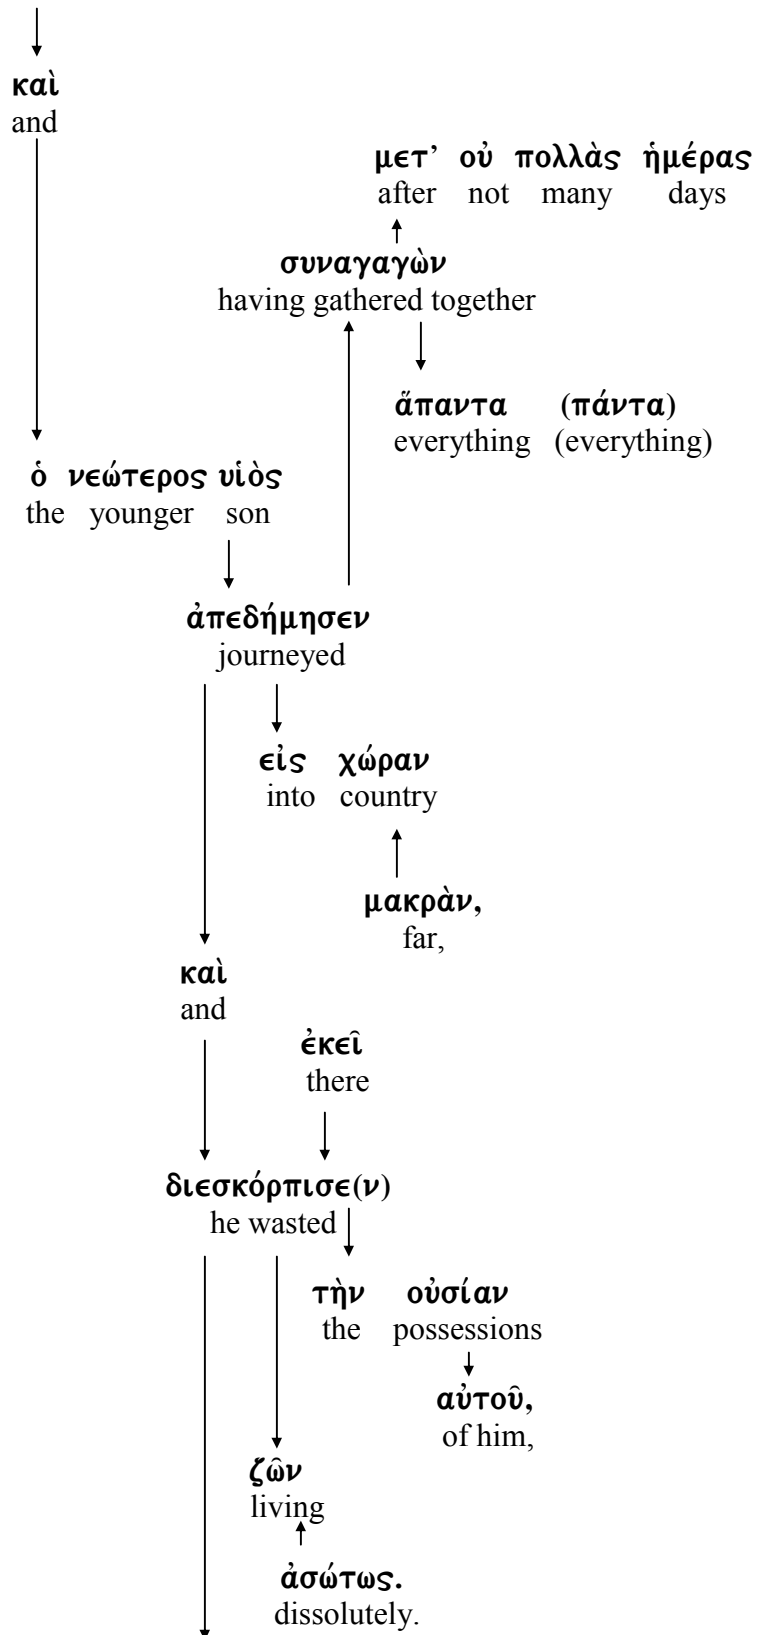 καὶ
and
μετ’ οὐ πολλὰς ἡμέρας
after not many days
συναγαγὼν
having gathered together
ἅπαντα (πάντα)
everything (everything)
ὁ νεώτερος υἱὸς
the younger son
ἀπεδήμησεν
journeyed
εἰς χώραν
into country
μακρὰν,
far,
καὶ
and
ἐκεῖ
there
διεσκόρπισε(ν)
he wasted
τὴν οὐσίαν
the possessions
αὐτοῦ,
of him,
ζῶν
living
ἀσώτως.
dissolutely.